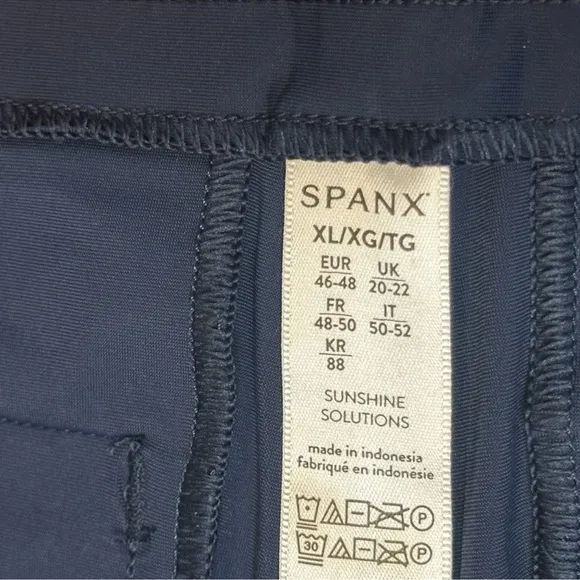 SPANX
XL/XG/TG
EUR UK
46-48 20-22
FR IT
48-50 50-52
KR
88
SUNSHINE
SOLUTIONS
made in indonesia
fabriqué en indonésie
P
30 P